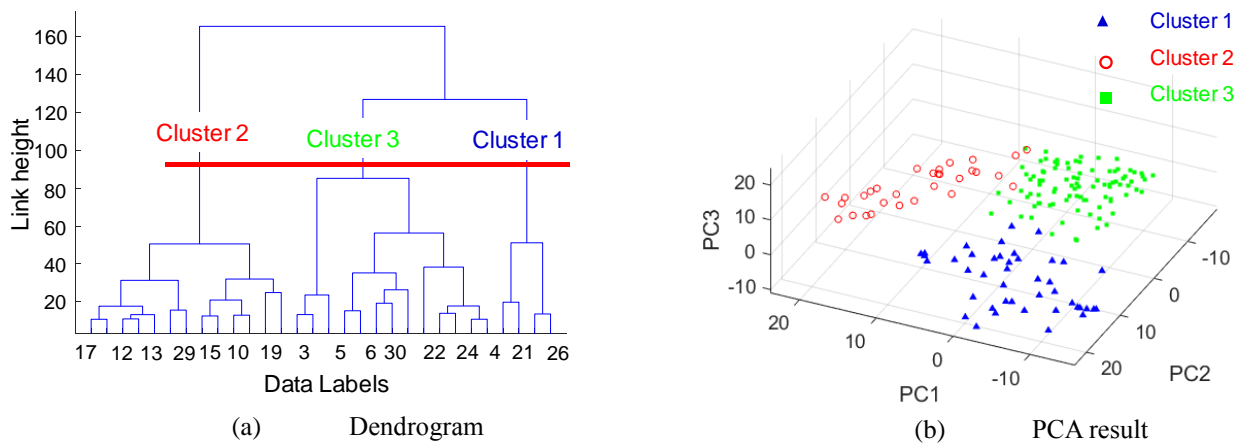 160
140
120
100
80
60
40
20
Link height
Cluster 2
Cluster 3
Cluster 1
17 12 13 29 15 10 19 3 5 6 30 22 24 4 21 26
Data Labels
(a) Dendrogram
Cluster 1
Cluster 2
Cluster 3
20
10
0
-10
PC3
20
10
0
-10
PC1
-10
0
10
20
PC2
(b) PCA result